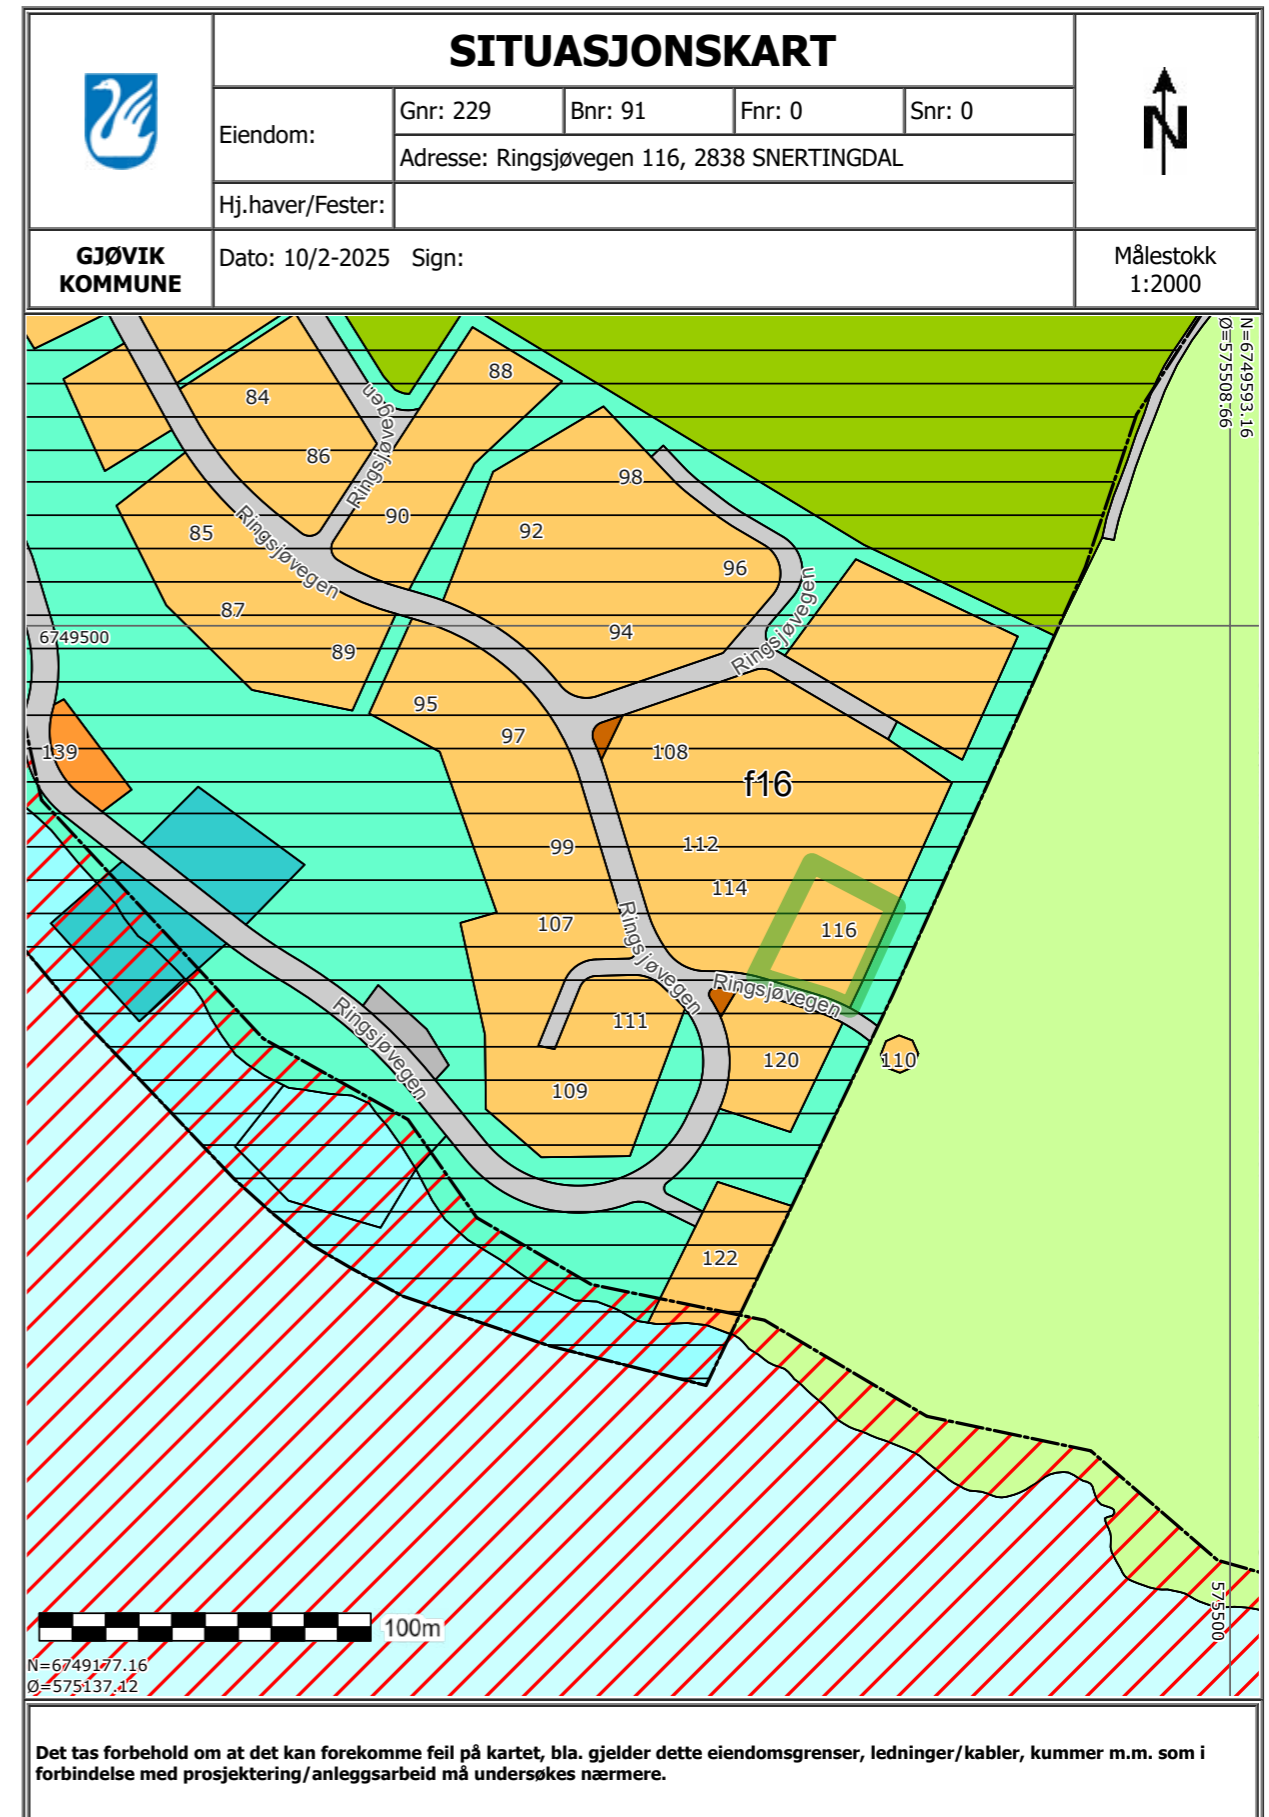 SITUASJONSKART
Eiendom:
Gnr: 229
Bnr: 91
Fnr: 0
Snr: 0
Adresse: Ringsjøvegen 116, 2838 SNERTINGDAL
Hj.haver/Fester:
N
GJØVIK
KOMMUNE
Dato: 10/2-2025 Sign:
Målestokk
1:2000
N=6749593.16
Ø=575508.66
88
84
Ringsjøvegen
86
98
90
92
85
Ringsjøvegen
96
Ringsjøvegen
87
94
6749500
89
95
97
139
108
f16
99
112
114
107
116
Ringsjøvegen
Ringsjøvegen
Ringsjøvegen
111
120
110
109
122
575500
100m
N=6749177.16
Ø=575137.12
Det tas forbehold om at det kan forekomme feil på kartet, bla. gjelder dette eiendomsgrenser, ledninger/kabler, kummer m.m. som i
forbindelse med prosjektering/anleggsarbeid må undersøkes nærmere.